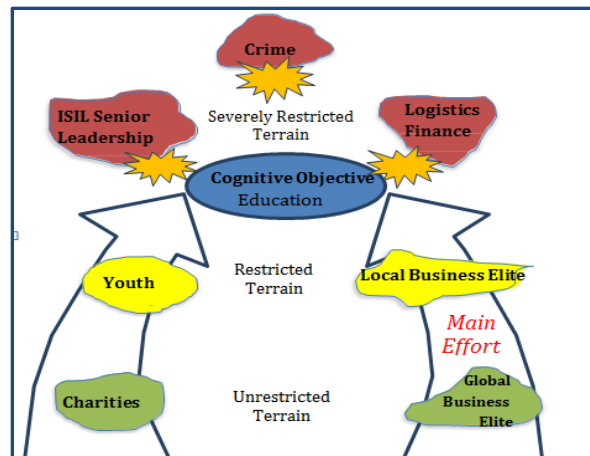 Crime
ISIL Senior
Leadership
Severely Restricted
Terrain
Logistics
Finance
Cognitive Objective
Education
Youth
Restricted
Terrain
Local Business Elite
Main
Effort
Charities
Unrestricted
Terrain
Global
Business
Elite